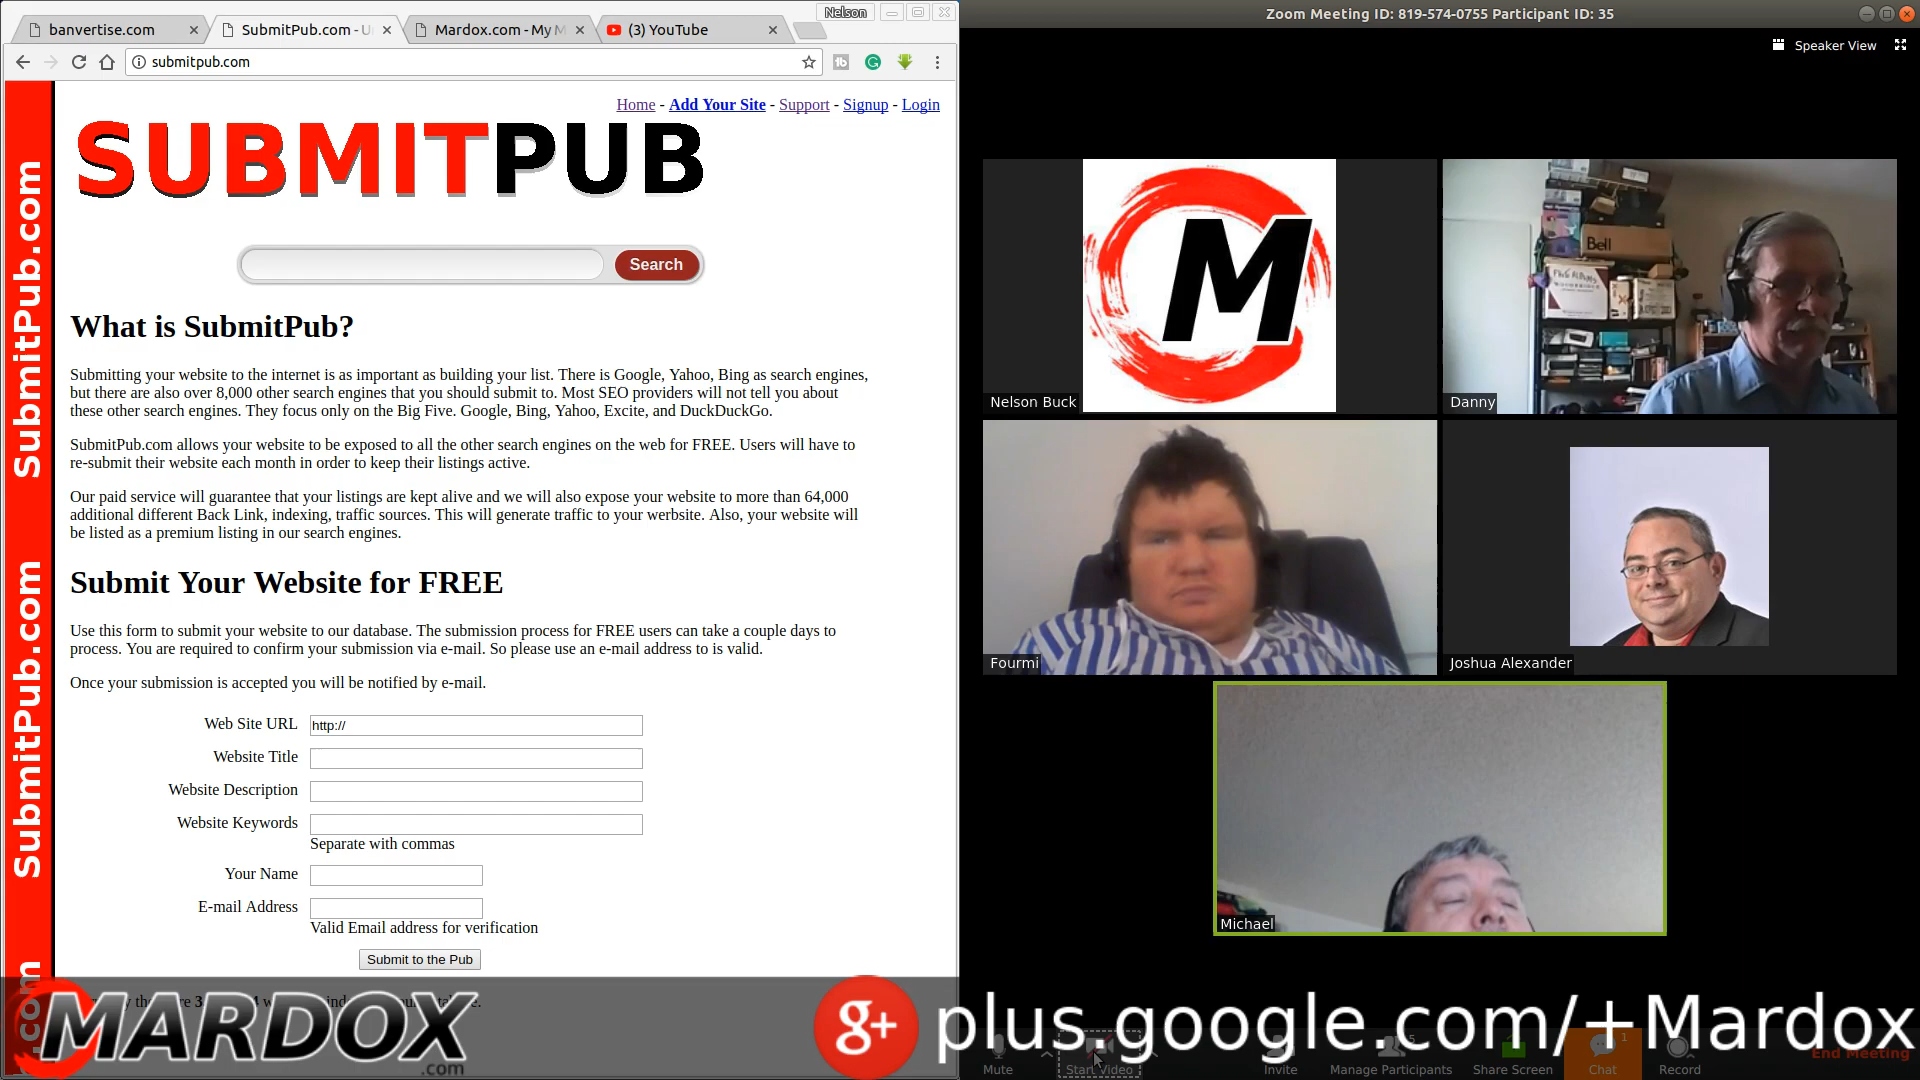 Nelson
banvertise.com
SubmitPub.com - U
Mardox.com - My M
(3) YouTube
submitpub.com
Home - Add Your Site - Support - Signup - Login
SUBMITPUB
Search
What is SubmitPub?
Submitting your website to the internet is as important as building your list. There is Google, Yahoo, Bing as search engines,
but there are also over 8,000 other search engines that you should submit to. Most SEO providers will not tell you about
these other search engines. They focus only on the Big Five. Google, Bing, Yahoo, Excite, and DuckDuckGo.
SubmitPub.com allows your website to be exposed to all the other search engines on the web for FREE. Users will have to
re-submit their website each month in order to keep their listings active.
Our paid service will guarantee that your listings are kept alive and we will also expose your website to more than 64,000
additional different Back Link, indexing, traffic sources. This will generate traffic to your werbsite. Also, your website will
be listed as a premium listing in our search engines.
Submit Your Website for FREE
Use this form to submit your website to our database. The submission process for FREE users can take a couple days to
process. You are required to confirm your submission via e-mail. So please use an e-mail address to is valid.
Once your submission is accepted you will be notified by e-mail.
Web Site URL
http://
Website Title
Website Description
Website Keywords
Separate with commas
Your Name
E-mail Address
Valid Email address for verification
Submit to the Pub
SubmitPub.com
SubmitPub.com
.com
MARDOX
.com
g+
plus.google.com/+Mardox
Zoom Meeting ID: 819-574-0755 Participant ID: 35
Speaker View
M
Nelson Buck
Bell
Danny
Fourmi
Joshua Alexander
Michael
Mute
Start Video
Invite
Manage Participants
Share Screen
1
Chat
Record
End Meeting